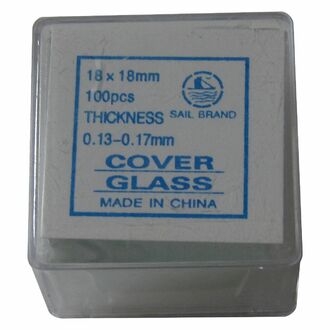 18×18mm
100pcs
THICKNESS
SAIL BRAND
0.13-0.17mm
COVER
GLASS
MADE IN CHINA